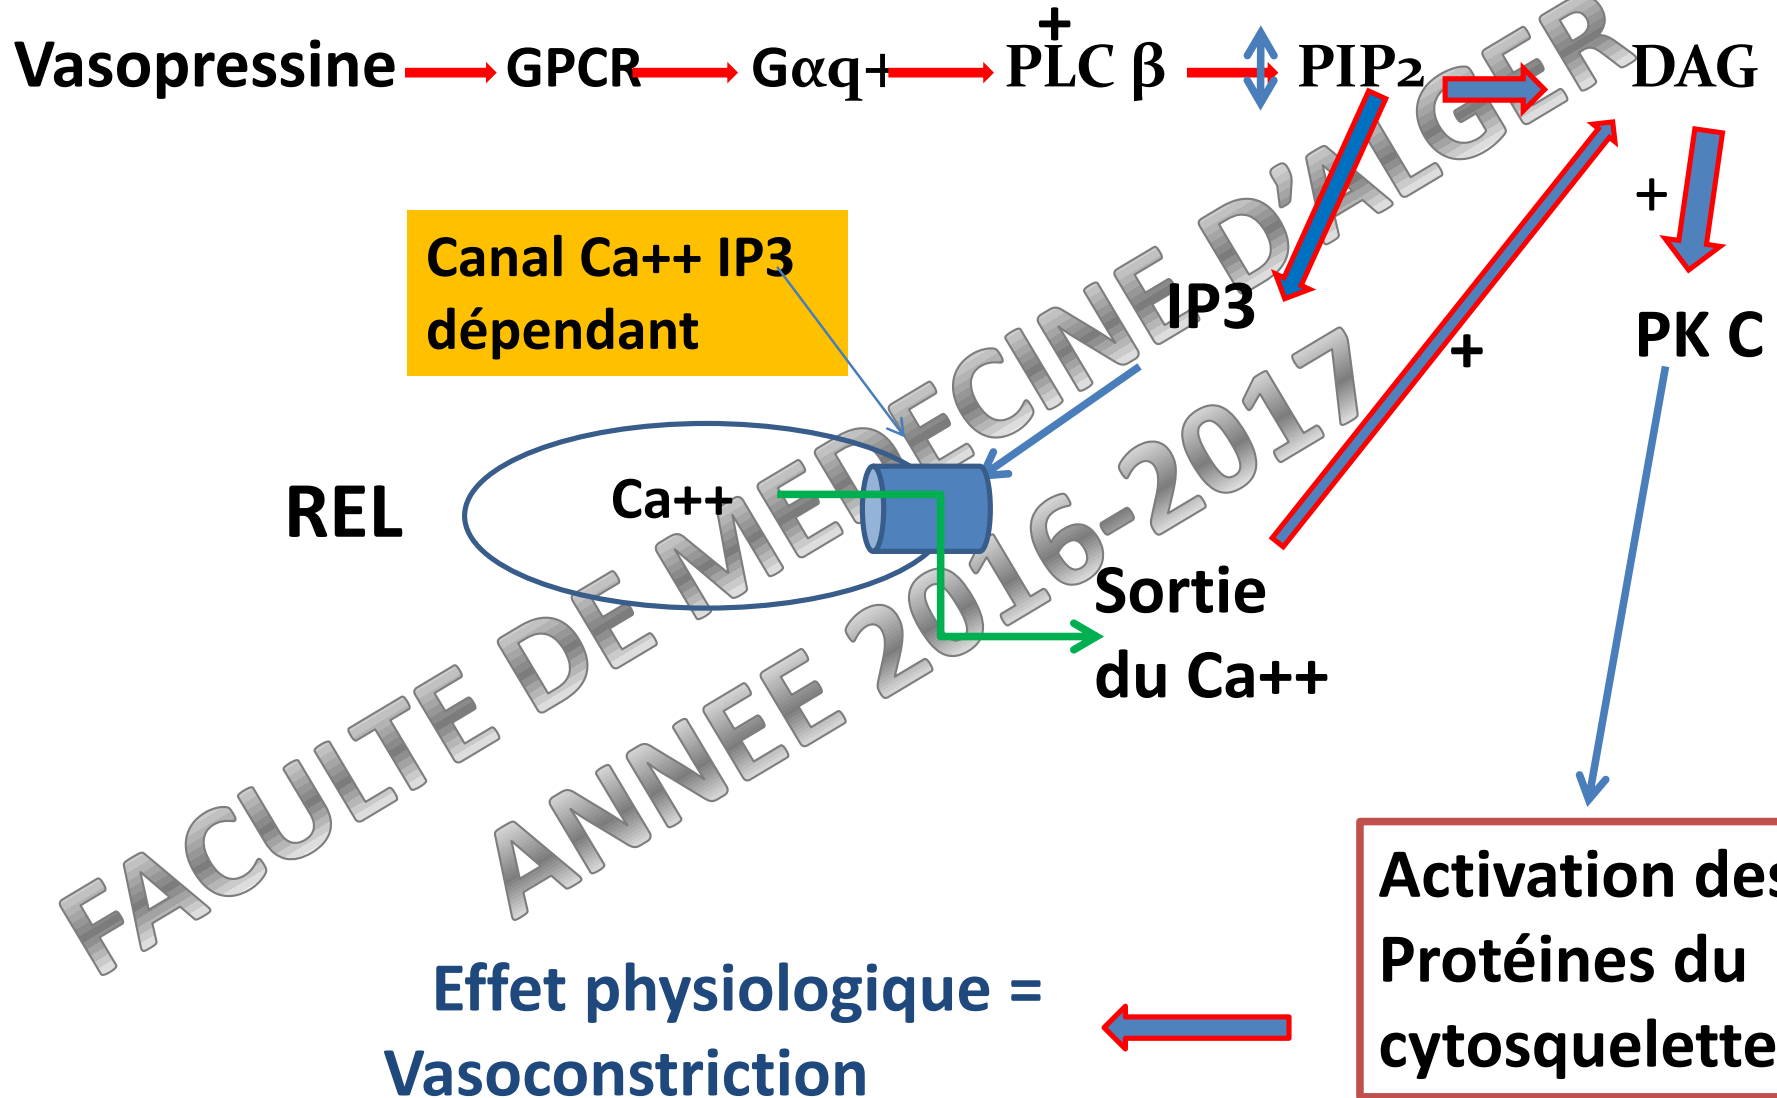 +
Vasopressine GPCR Gαq+ PLC β PIP2 DAG
+
Canal Ca++ IP3
dépendant
IP3
+
PK C
REL
Ca++
Sortie
du Ca++
Activation des
Protéines du
cytosquelette
Effet physiologique =
Vasoconstriction
FACULTE DE MEDECINE D’ALGER
ANNEE 2016-2017